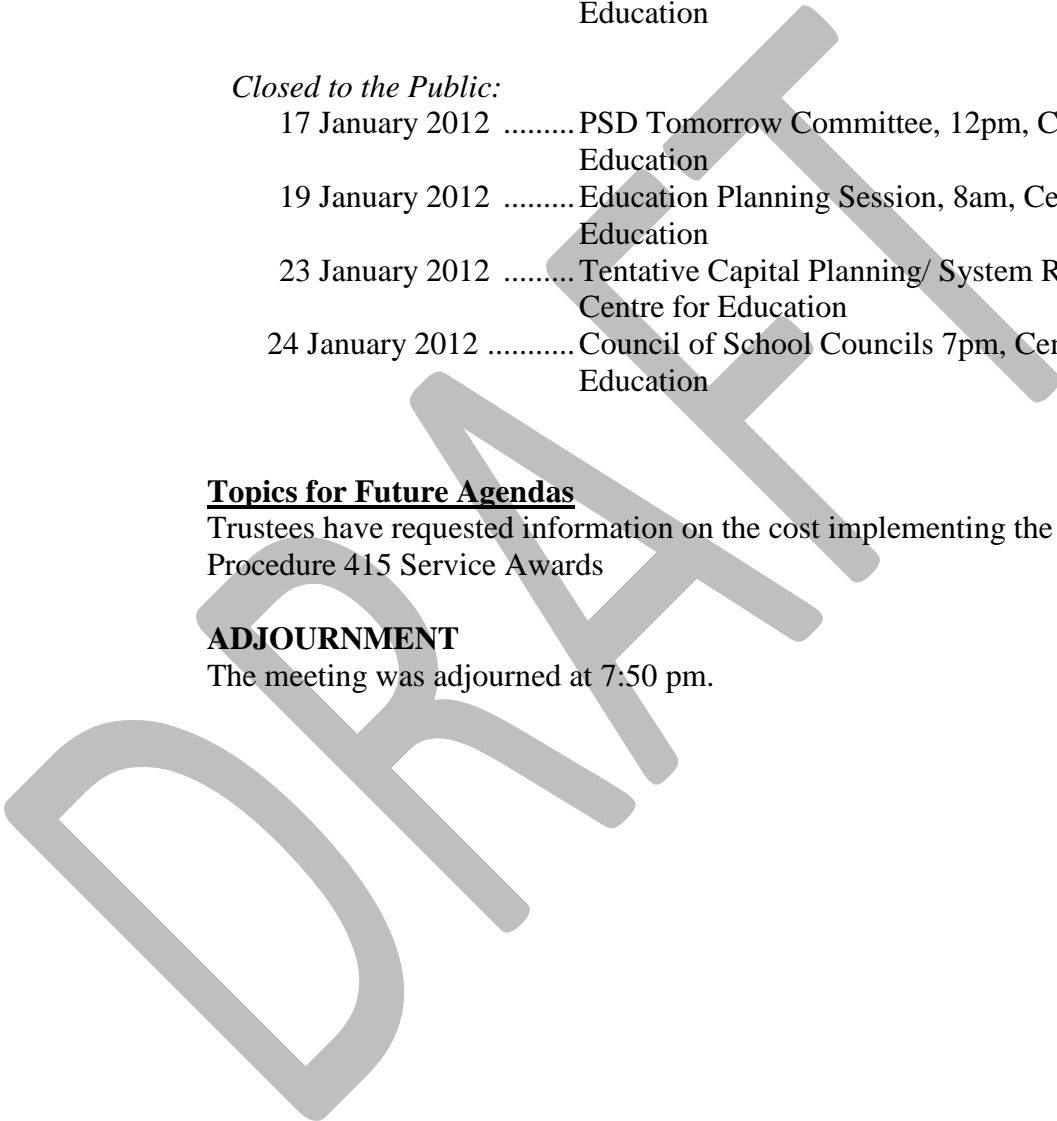 Education
Closed to the Public:
17 January 2012 ......... PSD Tomorrow Committee, 12pm,
Education
19 January 2012 ......... Education Planning Session, 8am,
Education
23 January 2012 ......... Tentative Capital Planning/ System
Centre for Education
24 January 2012 ........... Council of School Councils 7pm,
Education
Topics for Future Agendas
Trustees have requested information on the cost implementing the
Procedure 415 Service Awards
ADJOURNMENT
The meeting was adjourned at 7:50 pm.
DRAFT